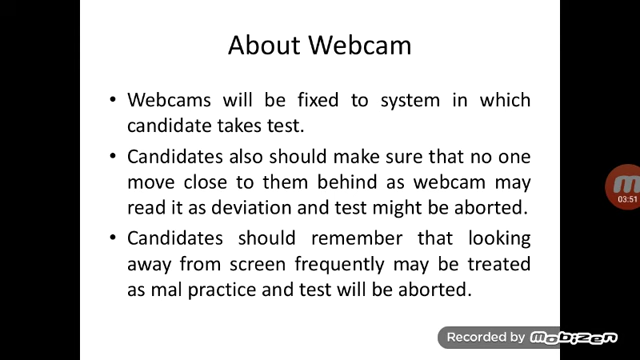 About Webcam
• Webcams will be fixed to system in which
candidate takes test.
• Candidates also should make sure that no one
move close to them behind as webcam may
read it as deviation and test might be aborted.
• Candidates should remember that looking
away from screen frequently may be treated
as mal practice and test will be aborted.
03:51
Recorded by Mobizen